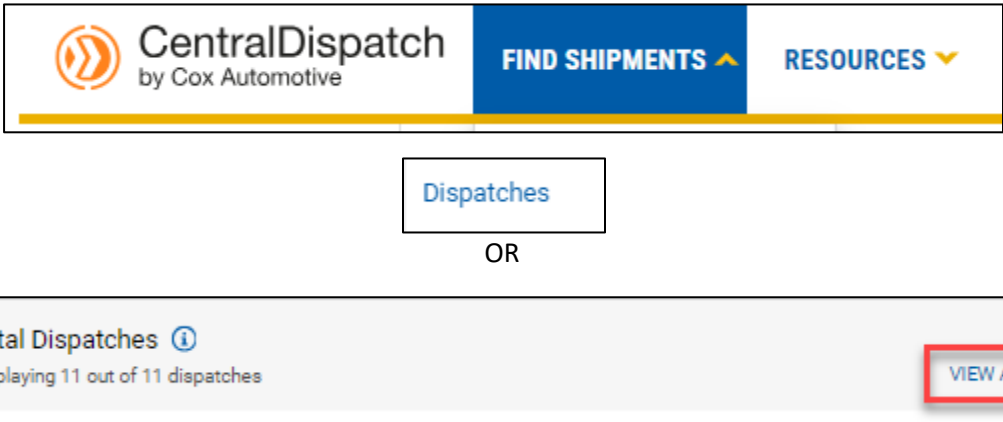 CentralDispatch
by Cox Automotive
FIND SHIPMENTS
RESOURCES
Dispatches
OR
tal Dispatches
playing 11 out of 11 dispatches
VIEW